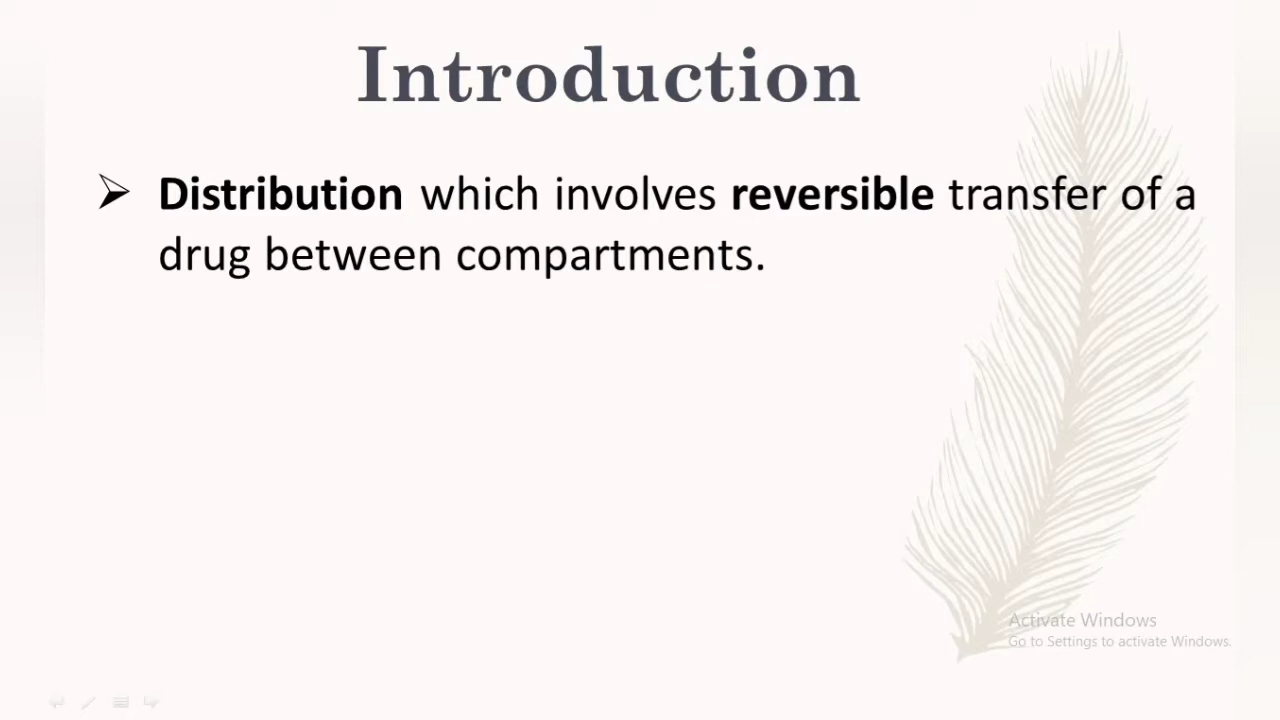 Introduction
➢ Distribution which involves reversible transfer of a
drug between compartments.
Activate Windows
Go to Settings to activate Windows.